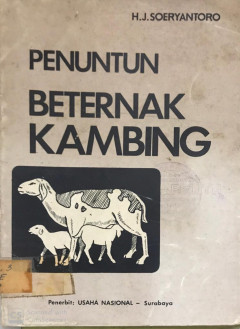 H.J.SOERYANTORO
PENUNTUN
BETERNAK
KAMBING
Penerbit: USAHA NASIONAL – Surabaya